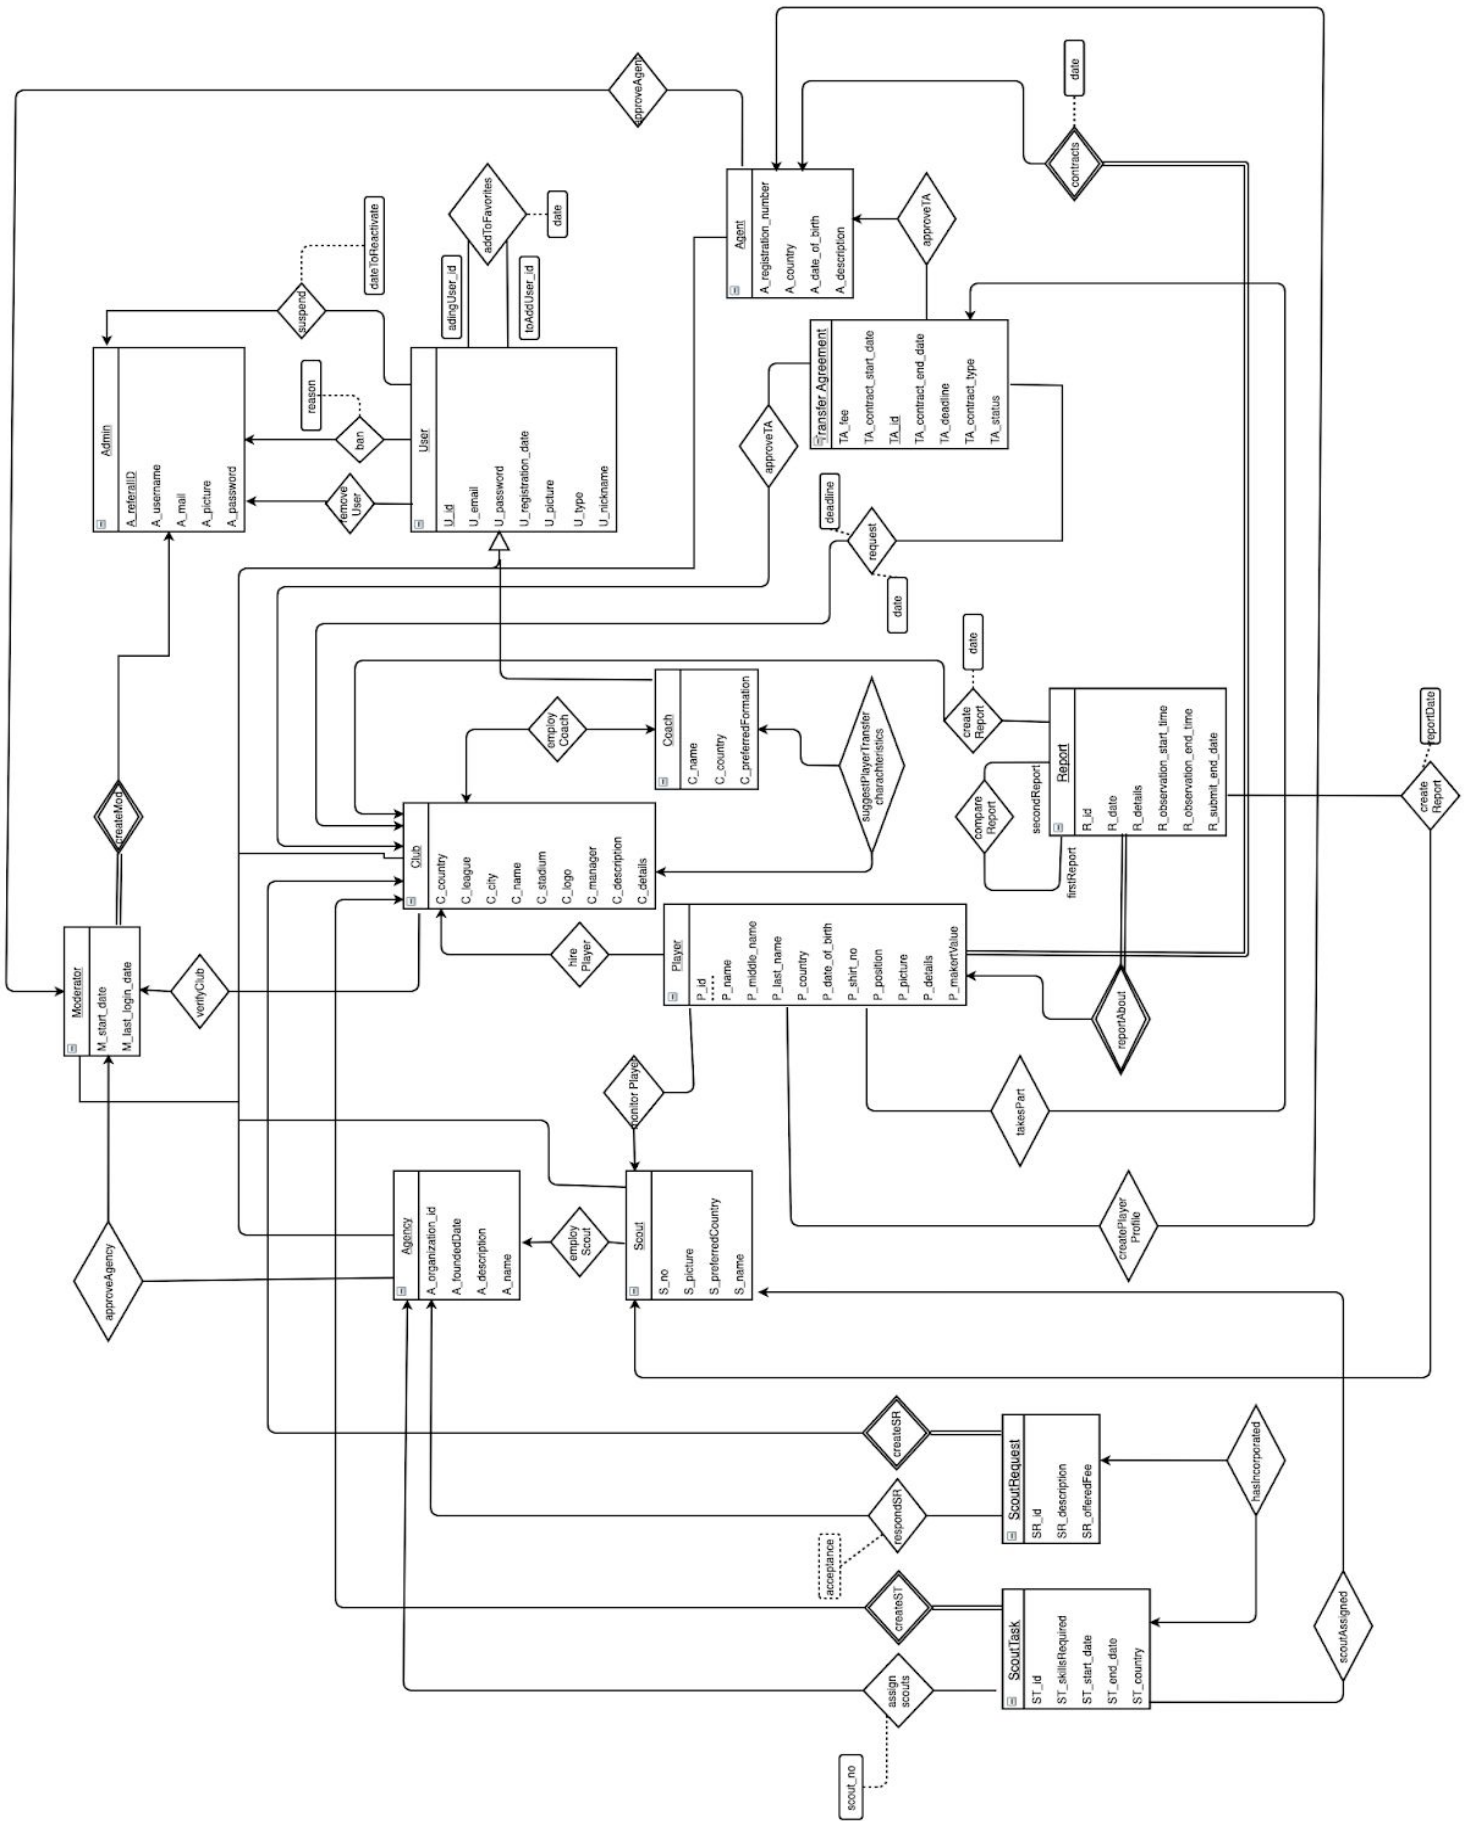 approveAgent
date
contracts
addToFavorites
dateToReactivate
date
adingUser_id
toAddUser_id
suspend
reason
ban
remove
User
Admin
A_referalID
A_username
A_mail
A_picture
A_password
User
U_id
U_email
U_password
U_registration_date
U_picture
U_type
U_nickname
Agent
A_registration_number
A_country
A_date_of_birth
A_description
approveTA
Transfer Agreement
TA_fee
TA_contract_start_date
TA_id
TA_contract_end_date
TA_deadline
TA_contract_type
TA_status
approveTA
deadline
request
date
date
create
Report
employ
Coach
Coach
C_name
C_country
C_preferredFormation
suggestPlayerTransfer
charachteristics
Report
R_id
R_date
R_details
R_observation_start_time
R_observation_end_time
R_submit_end_date
compare
Report
secondReport
firstReport
reportDate
create
Report
createMod
Club
C_country
C_league
C_city
C_name
C_stadium
C_logo
C_manager
C_description
C_details
Moderator
M_start_date
M_last_login_date
verifyClub
hire
Player
Player
P_id
P_name
P_middle_name
P_last_name
P_country
P_date_of_birth
P_shirt_no
P_position
P_picture
P_details
P_makertValue
reportAbout
monitor Player
takesPart
createPlayer
Profile
approveAgency
Agency
A_organization_id
A_foundedDate
A_description
A_name
employ
Scout
Scout
S_no
S_picture
S_preferredCountry
S_name
createSR
respondSR
acceptance
ScoutRequest
SR_id
SR_description
SR_offeredFee
hasIncorporated
createST
ScoutTask
ST_id
ST_skillsRequired
ST_start_date
ST_end_date
ST_country
assign
scouts
scout_no
scoutAssigned